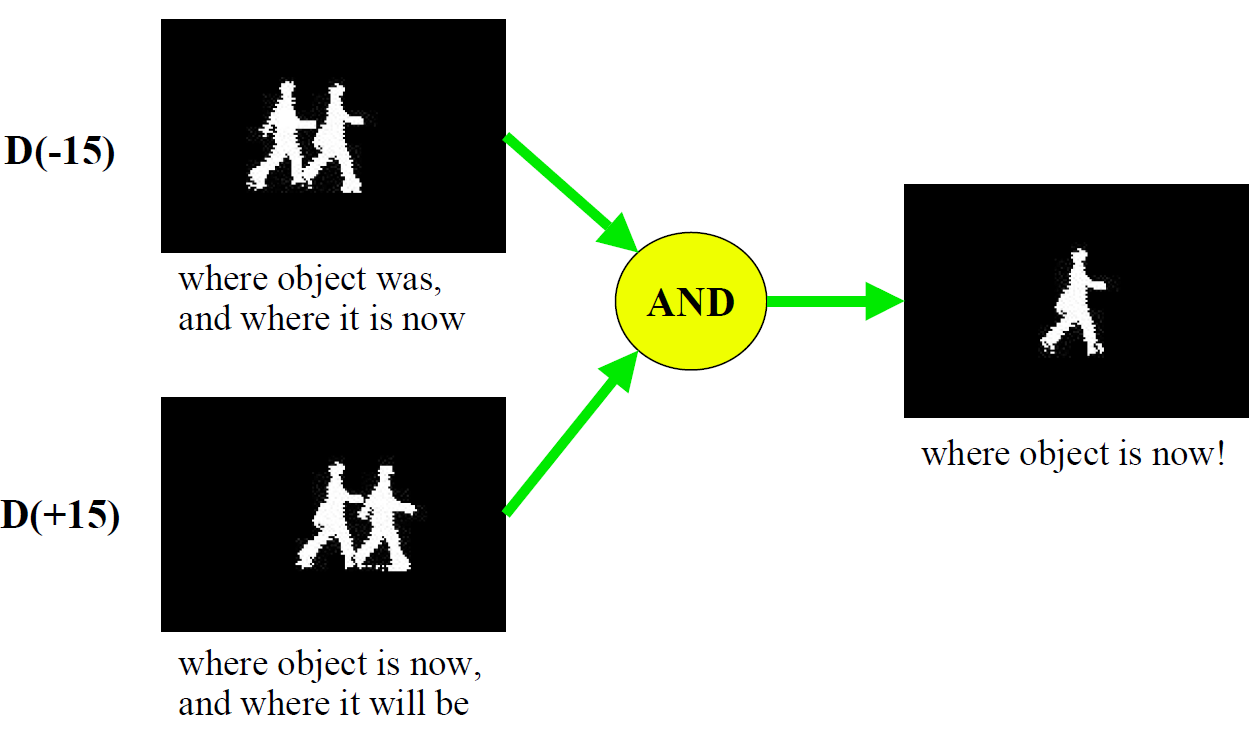 D(-15)
where object was,
and where it is now
AND
where object is now!
D(+15)
where object is now,
and where it will be